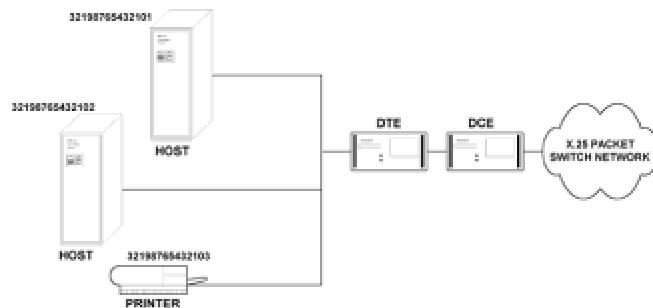 32198765432101
HOST
32198765432102
HOST
32198765432103
PRINTER
DTE
DCE
X.25 PACKET
SWITCH NETWORK